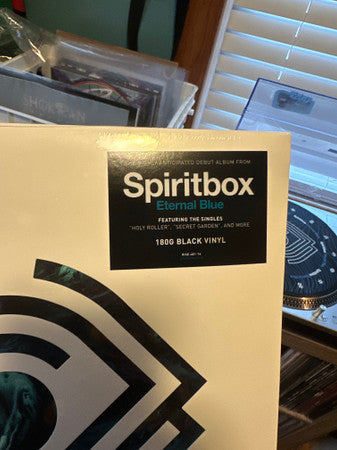 SHOKRAN
ANTICIPATED DEBUT ALBUM FROM
Spiritbox
Eternal Blue
FEATURING THE SINGLES
"HOLY ROLLER", "SECRET GARDEN", AND MORE
180G BLACK VINYL